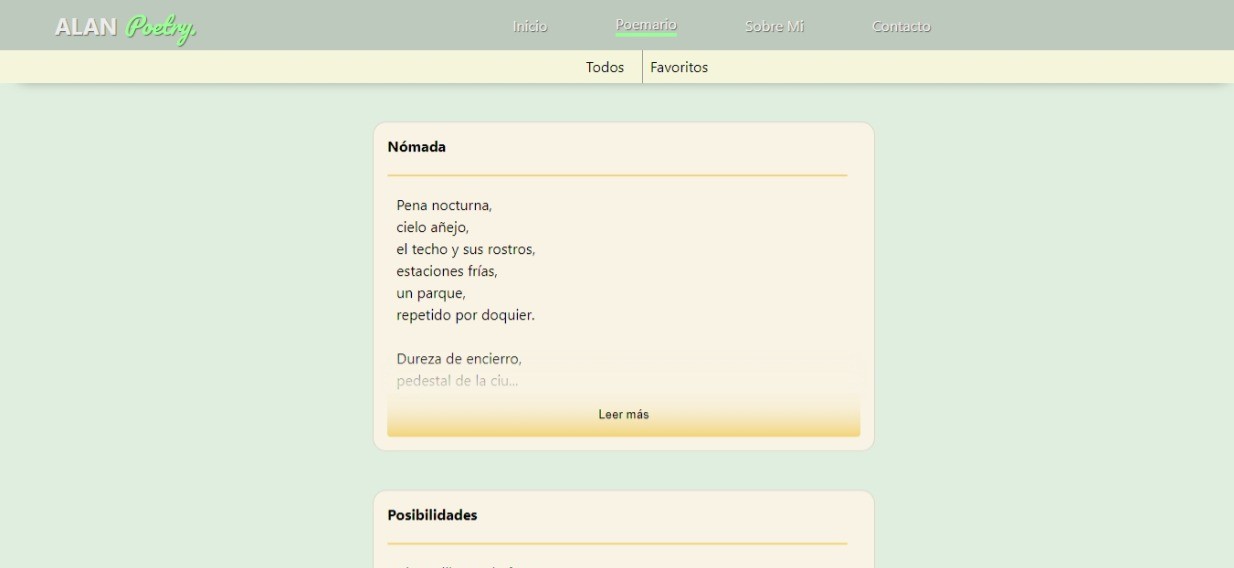 ALAN Poetry.
Inicio Poemario Sobre Mi Contacto
Todos Favoritos
Nómada
Pena nocturna,
cielo añejo,
el techo y sus rostros,
estaciones frías,
un parque,
repetido por doquier.
Dureza de encierro,
pedestal de la ciu...
Leer más
Posibilidades